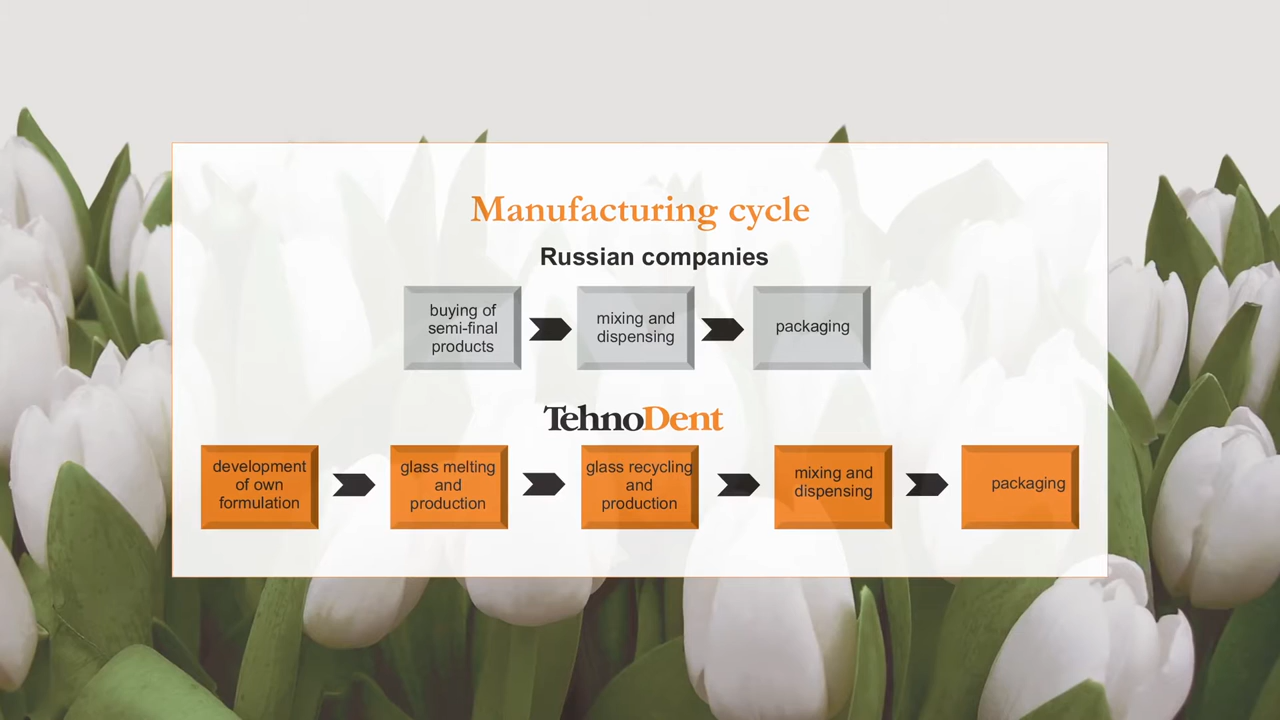 Manufacturing cycle
Russian companies
buying of
semi-final
products
mixing and
dispensing
packaging
TehnoDent
development
of own
formulation
glass melting
and
production
glass recycling
and
production
mixing and
dispensing
packaging